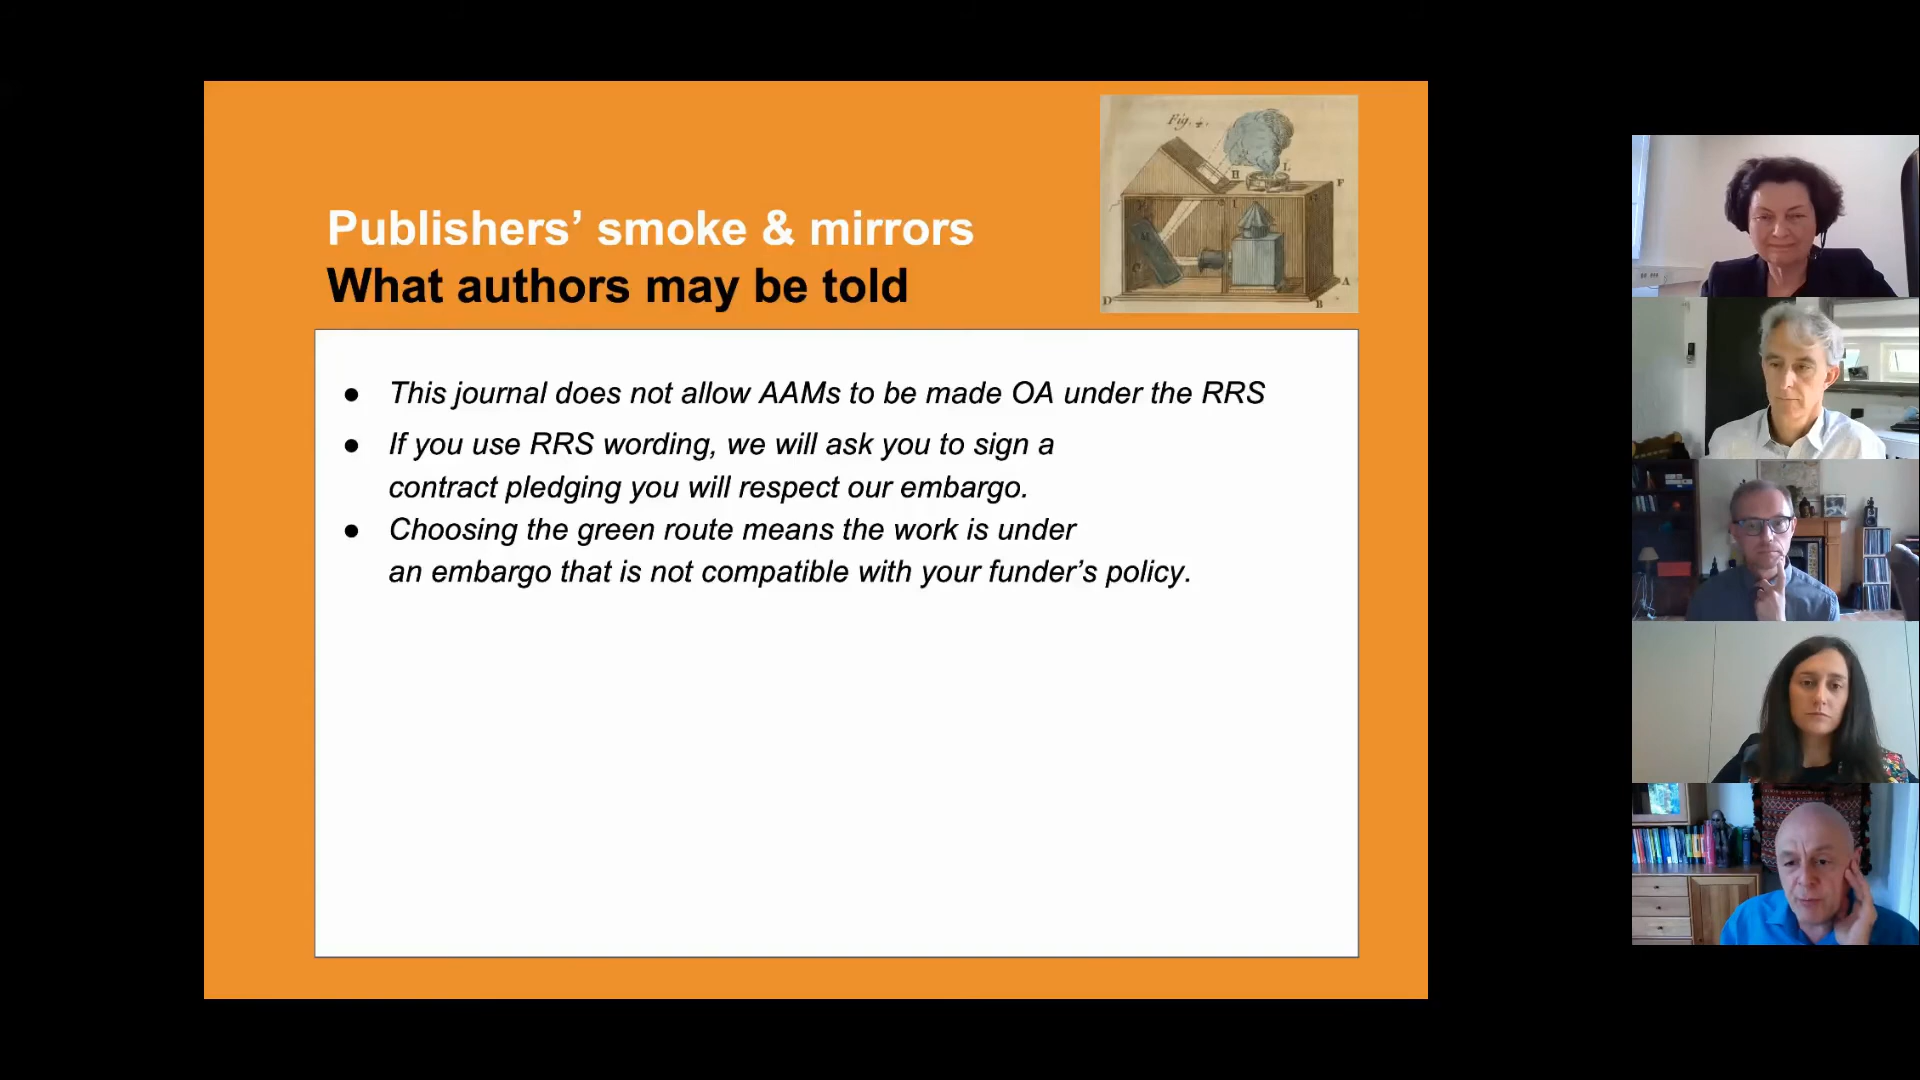 Fig. 4.
H
I.
F
D
A
B
Publishers’ smoke & mirrors
What authors may be told
● This journal does not allow AAMs to be made OA under the RRS
● If you use RRS wording, we will ask you to sign a
contract pledging you will respect our embargo.
● Choosing the green route means the work is under
an embargo that is not compatible with your funder’s policy.